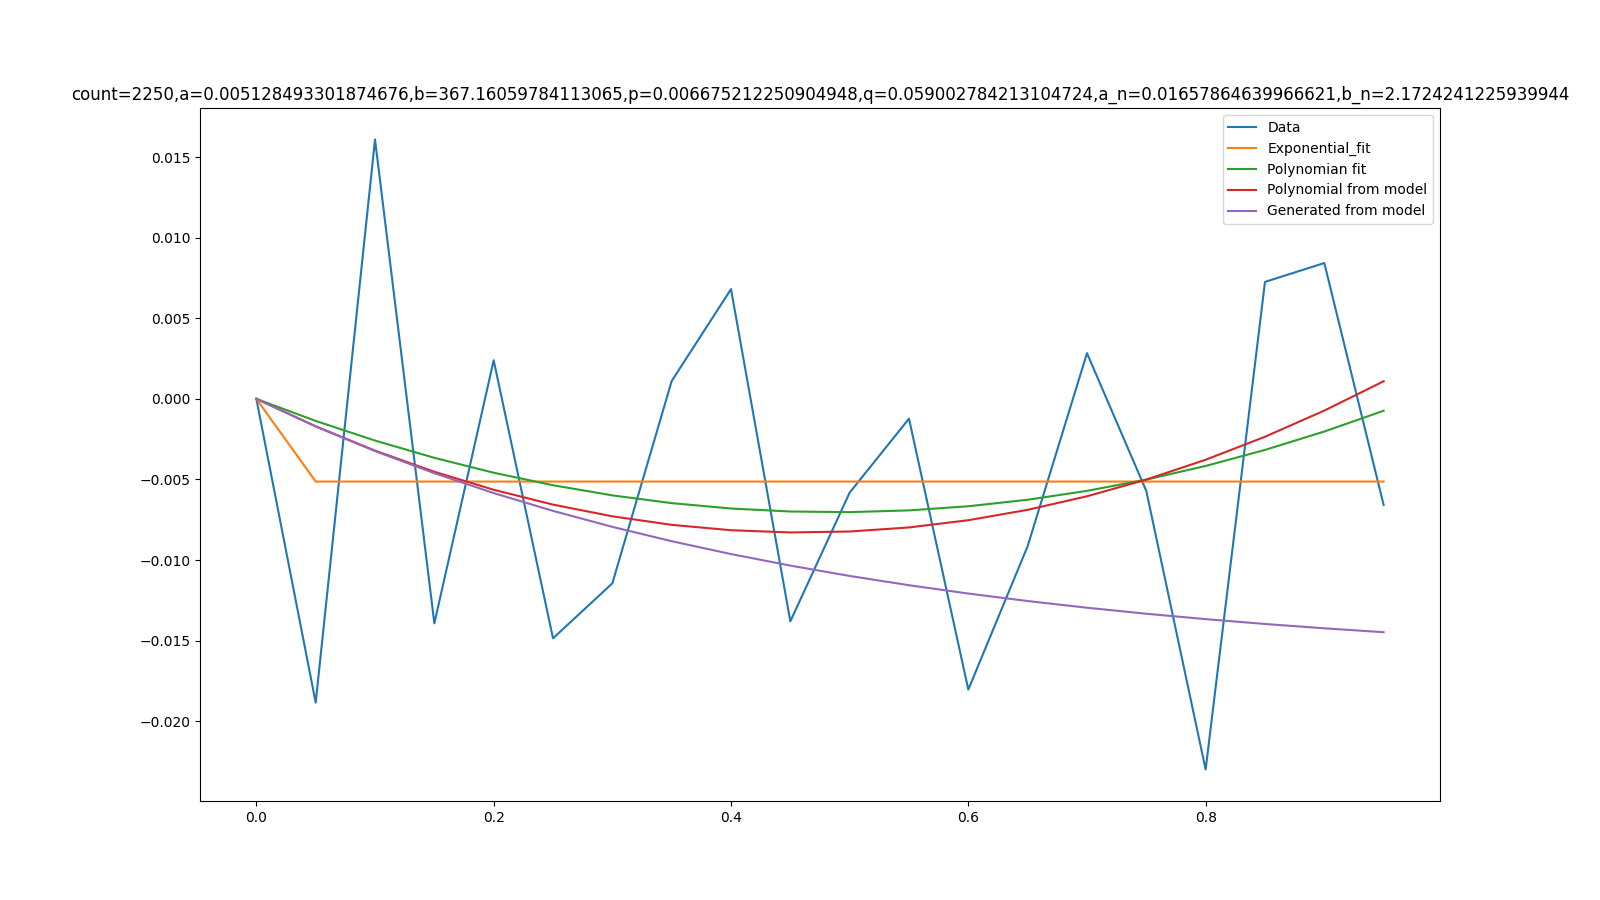 count=2250,a=0.005128493301874676,b=367.16059784113065,p=0.006675212250904948,q=0.059002784213104724,a_n=0.01657864639966621,b_n=2.1724241225939944
Data
Exponential_fit
Polynomian fit
Polynomial from model
Generated from model
0.015
0.010
0.005
0.000
−0.005
−0.010
−0.015
−0.020
0.0 0.2 0.4 0.6 0.8